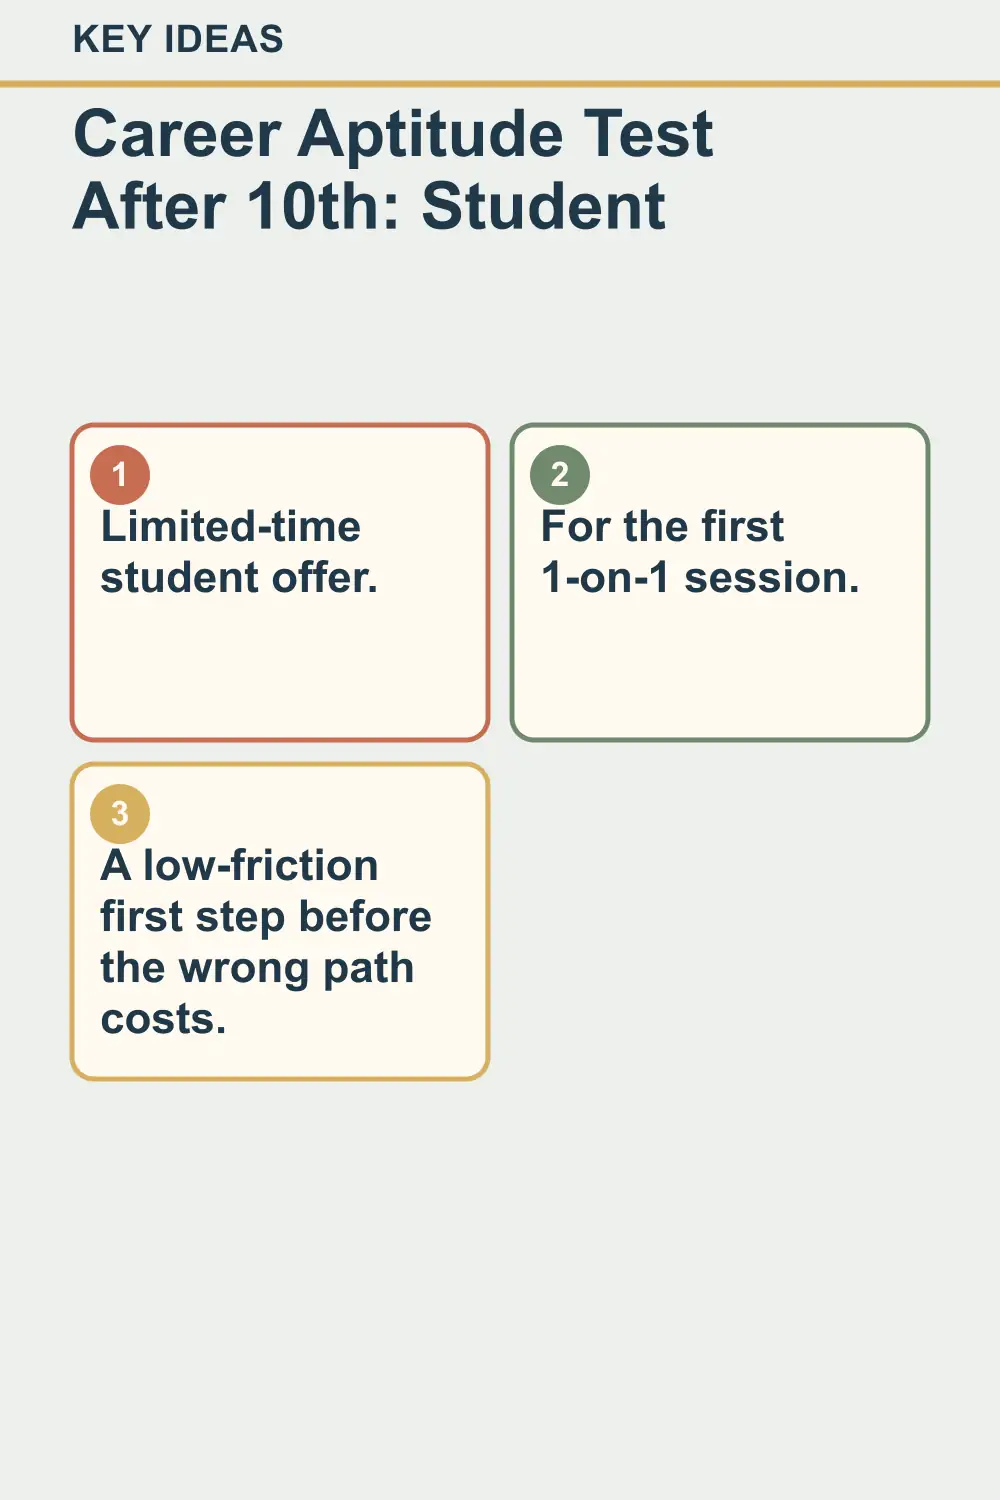 KEY IDEAS
Career Aptitude Test
After 10th: Student
1
Limited-time
student offer.
2
For the first
1-on-1 session.
3
A low-friction
first step before
the wrong path
costs.